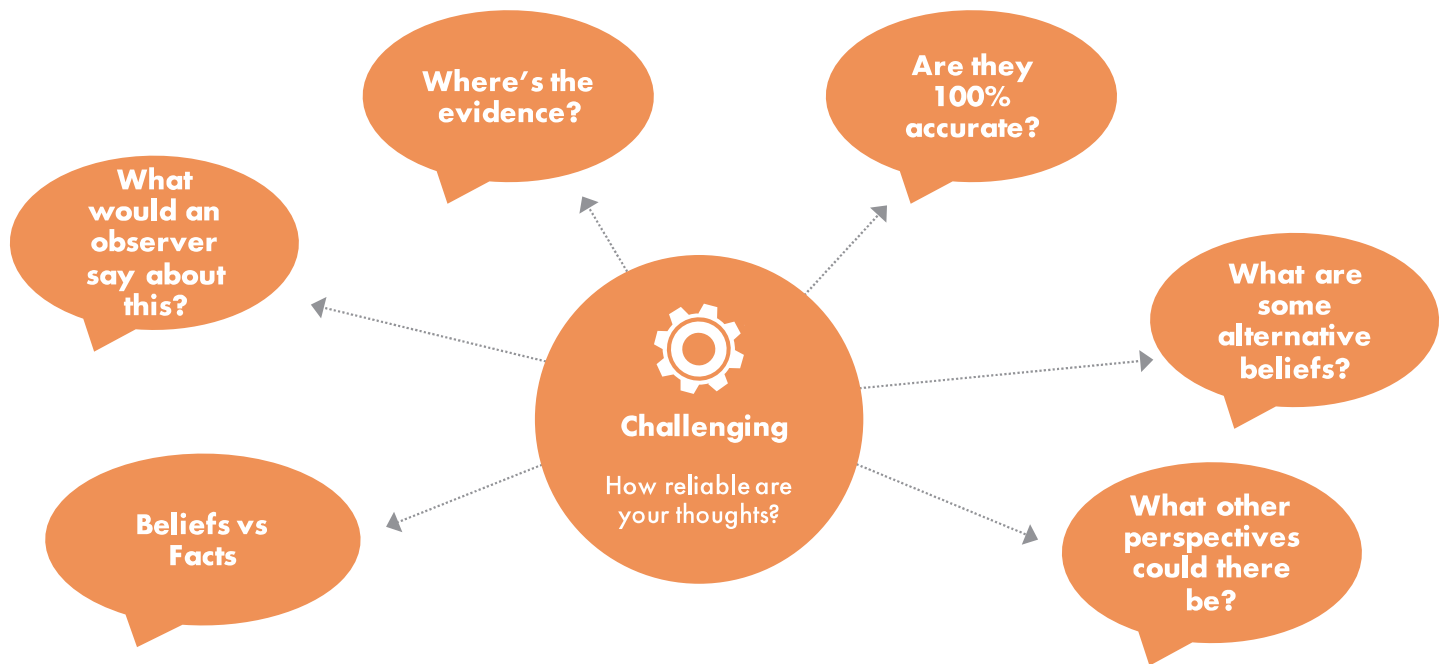 Where's the
evidence?
Are they
100%
accurate?
What
would an
observer
say about
this?
What are
some
alternative
beliefs?
Challenging
How reliable are
your thoughts?
Beliefs vs
Facts
What other
perspectives
could there
be?